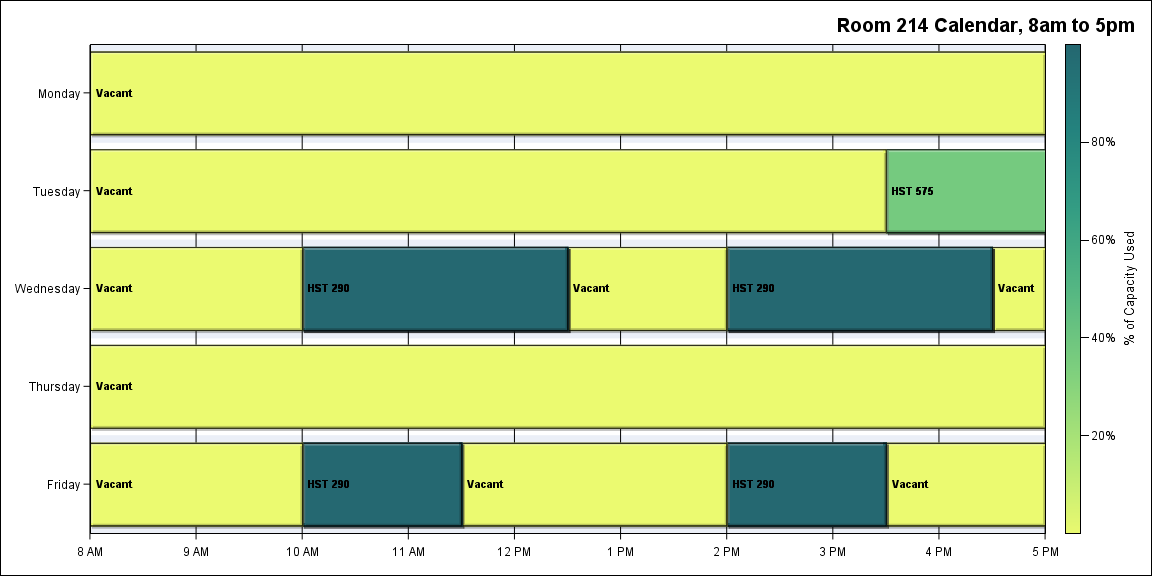 Room 214 Calendar, 8am to 5pm
Monday
Vacant
Tuesday
Vacant
HST 575
Wednesday
Vacant
HST 290
Vacant
HST 290
Vacant
Thursday
Vacant
Friday
Vacant
HST 290
Vacant
HST 290
Vacant
8 AM
9 AM
10 AM
11 AM
12 PM
1 PM
2 PM
3 PM
4 PM
5 PM
80%
60%
40%
20%
% of Capacity Used